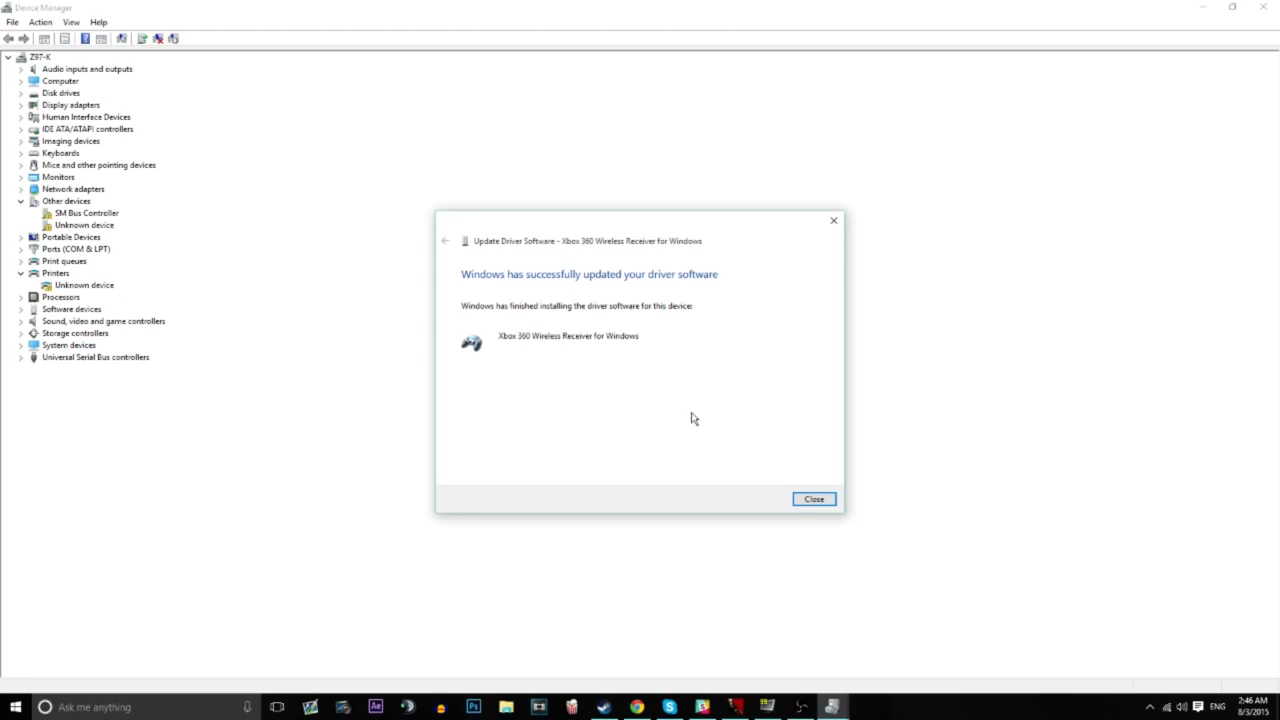 Device Manager
File Action View Help
Z97-K
Audio inputs and outputs
Computer
Disk drives
Display adapters
Human Interface Devices
IDE ATA/ATAPI controllers
Imaging devices
Keyboards
Mice and other pointing devices
Monitors
Network adapters
Other devices
SM Bus Controller
Unknown device
Portable Devices
Ports (COM & LPT)
Print queues
Printers
Unknown device
Processors
Software devices
Sound, video and game controllers
Storage controllers
System devices
Universal Serial Bus controllers
Update Driver Software - Xbox 360 Wireless Receiver for Windows
Windows has successfully updated your driver software
Windows has finished installing the driver software for this device:
Xbox 360 Wireless Receiver for Windows
Close
Ask me anything
Ae
Ps
ENG
2:46 AM
8/3/2015